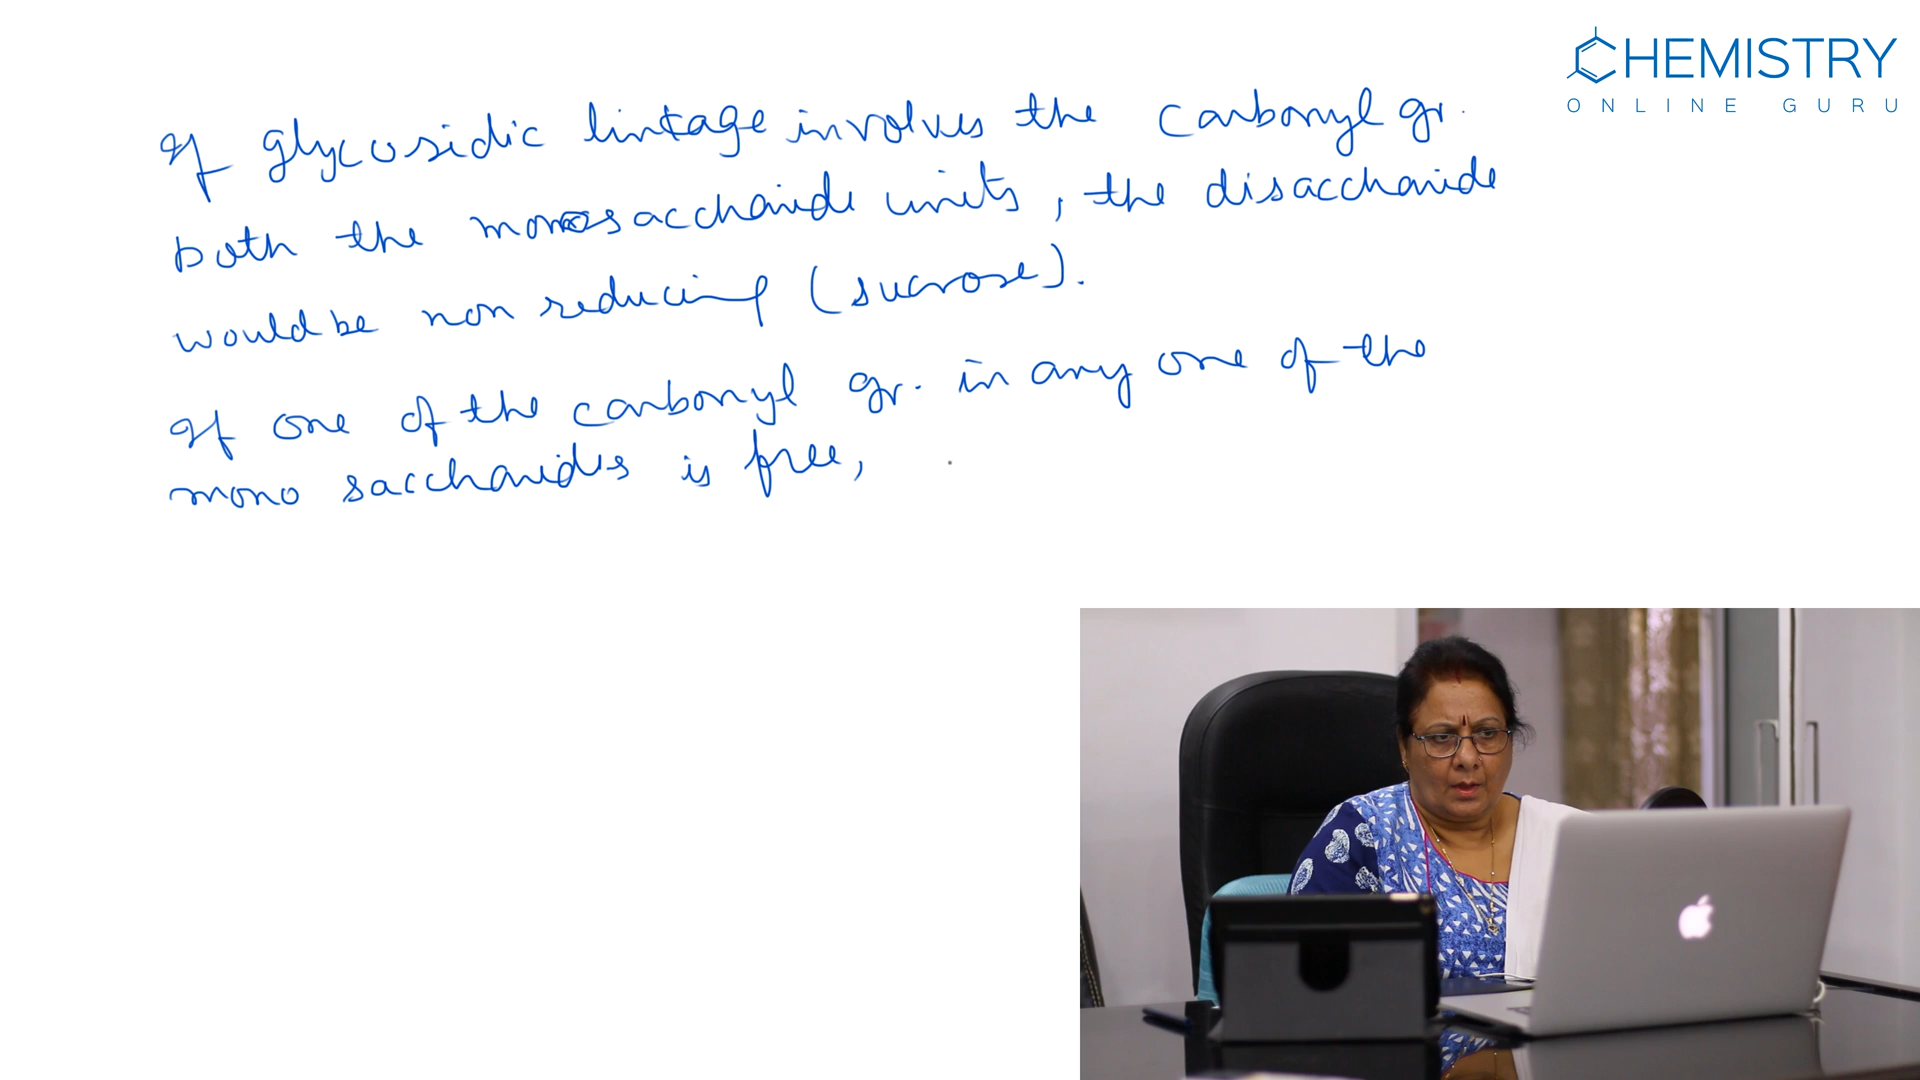 CHEMISTRY
ONLINE GURU
If glycosidic linkage involves the carbonyl gr.
both the monosaccharide units, the disaccharide
would be non reducing (sucrose).
If one of the carbonyl gr. in any one of the
mono saccharides is free,